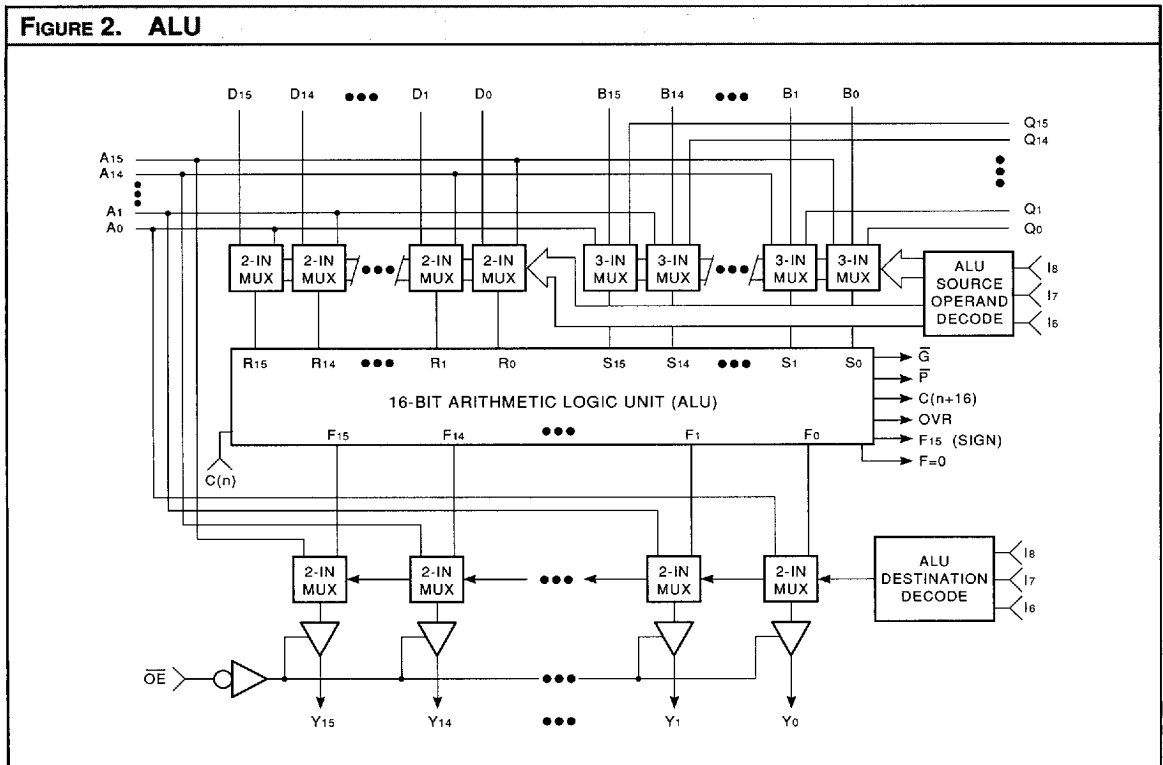 FIGURE 2. ALU
D15 D14 ••• D1 D0 B15 B14 ••• B1 B0
Q15
Q14
A15
A14
A1
A0
Q1
Q0
2-IN MUX 2-IN MUX ••• 2-IN MUX 2-IN MUX 3-IN MUX 3-IN MUX ••• 3-IN MUX 3-IN MUX
ALU
SOURCE
OPERAND
DECODE
I8
I7
I6
R15 R14 ••• R1 R0 S15 S14 ••• S1 S0
16-BIT ARITHMETIC LOGIC UNIT (ALU)
F15 F14 ••• F1 F0
G̅
P̅
C(n+16)
OVR
F15 (SIGN)
F=0
C(n)
2-IN MUX 2-IN MUX ••• 2-IN MUX 2-IN MUX
ALU
DESTINATION
DECODE
I8
I7
I6
O̅E̅
•••
Y15 Y14 ••• Y1 Y0